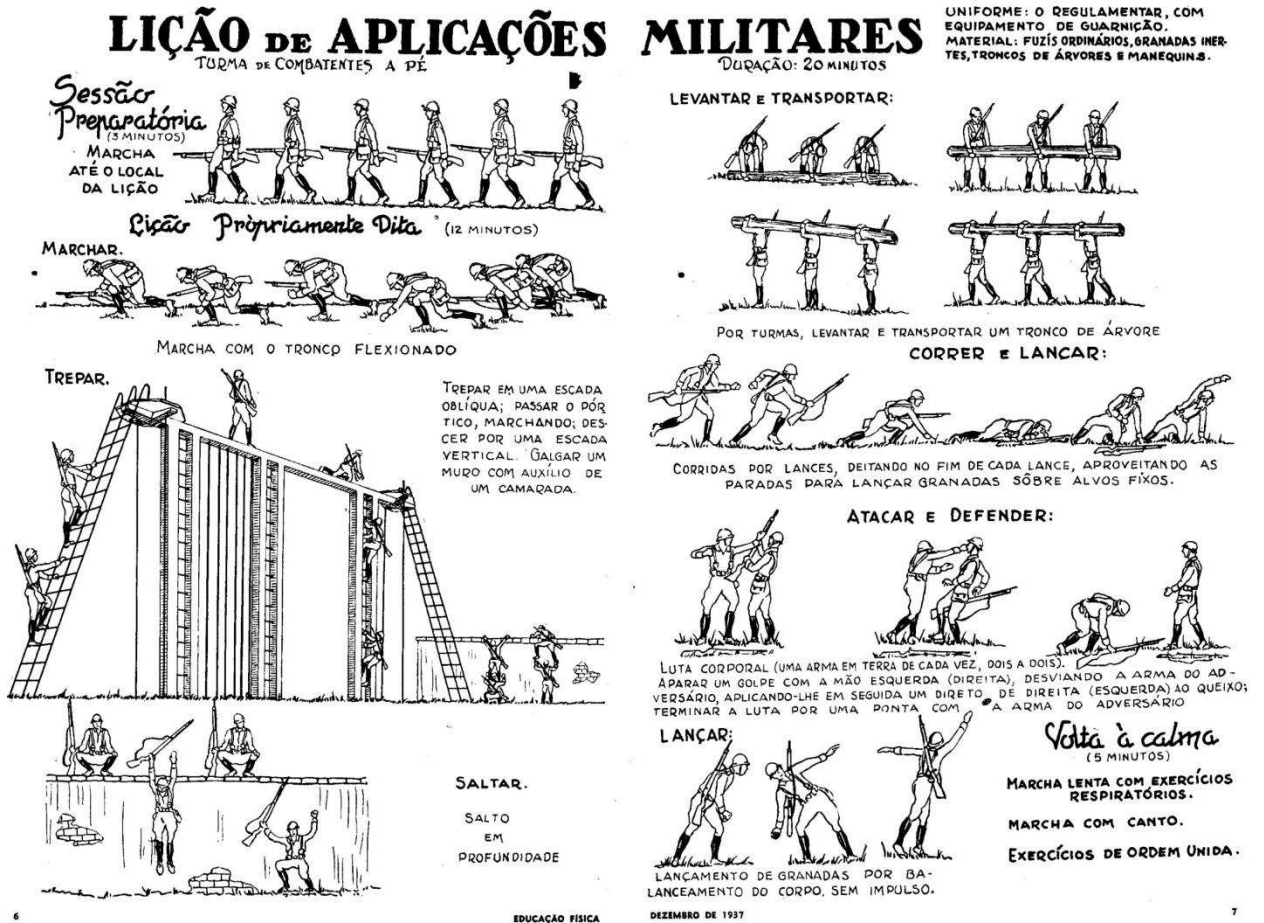 LIÇÃO DE APLICAÇÕES MILITARES
TURMA DE COMBATENTES A PÉ
DURAÇÃO: 20 MINUTOS
UNIFORME: O REGULAMENTAR, COM
EQUIPAMENTO DE GUARNIÇÃO.
MATERIAL: FUZÍS ORDINÁRIOS, GRANADAS INER-
TES, TRONCOS DE ÁRVORES E MANEQUINS.
Sessão
Preparatória
(3 MINUTOS)
MARCHA
ATÉ O LOCAL
DA LIÇÃO
Lição Pròpriamente Dita (12 MINUTOS)
MARCHAR.
MARCHA COM O TRONCO FLEXIONADO
TREPAR.
TREPAR EM UMA ESCADA
OBLÍQUA; PASSAR O PÓR
TICO, MARCHANDO; DES-
CER POR UMA ESCADA
VERTICAL. GALGAR UM
MURO COM AUXÍLIO DE
UM CAMARADA.
SALTAR.
SALTO
EM
PROFUNDIDADE
6
EDUCAÇÃO FÍSICA
LEVANTAR E TRANSPORTAR:
POR TURMAS, LEVANTAR E TRANSPORTAR UM TRONCO DE ÁRVORE
CORRER E LANCAR:
CORRIDAS POR LANCES, DEITANDO NO FIM DE CADA LANCE, APROVEITANDO AS
PARADAS PARA LANÇAR GRANADAS SÔBRE ALVOS FÍXOS.
ATACAR E DEFENDER:
LUTA CORPORAL (UMA ARMA EM TERRA DE CADA VEZ, DOIS A DOIS).
APARAR UM GOLPE COM A MÃO ESQUERDA (DIREITA), DESVIANDO A ARMA DO AD-
VERSÁRIO, APLICANDO-LHE EM SEGUIDA UM DIRETO DE DIREITA (ESQUERDA) AO QUEIXO;
TERMINAR A LUTA POR UMA PONTA COM A ARMA DO ADVERSÁRIO
LANÇAR:
LANÇAMENTO DE GRANADAS POR BA-
LANCEAMENTO DO CORPO, SEM IMPULSO.
Volta à calma
(5 MINUTOS)
MARCHA LENTA COM EXERCÍCIOS
RESPIRATÓRIOS.
MARCHA COM CANTO.
EXERCÍCIOS DE ORDEM UNIDA.
DEZEMBRO DE 1937
7